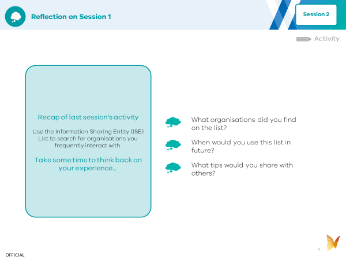 Reflection on Session 1
Session 2
Activity
Recap of last session's activity
Use the Information Sharing Entity (ISE)
List to search for organisations you
frequently interact with
Take some time to think back on
your experience...
What organisations did you find
on the list?
When would you use this list in
future?
What tips would you share with
others?
OFFICIAL